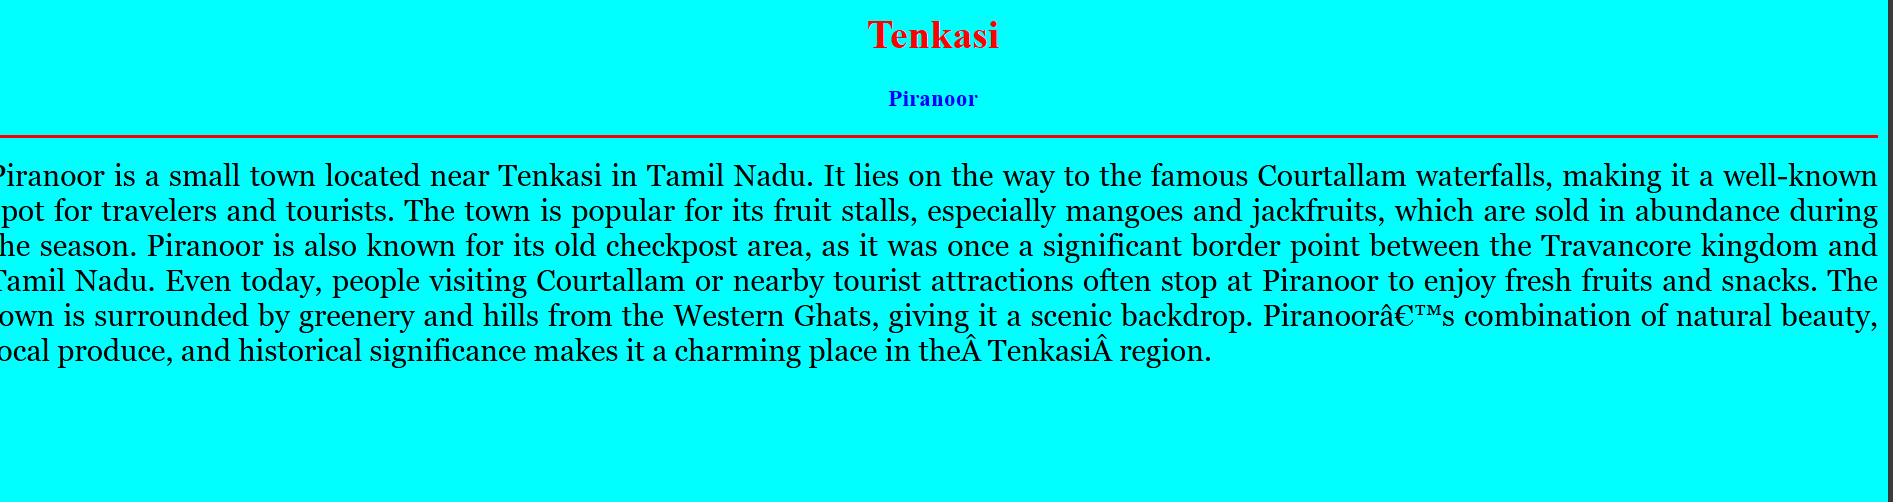 Tenkasi
Piranoor
Piranoor is a small town located near Tenkasi in Tamil Nadu. It lies on the way to the famous Courtallam waterfalls, making it a well-known
pot for travelers and tourists. The town is popular for its fruit stalls, especially mangoes and jackfruits, which are sold in abundance during
he season. Piranoor is also known for its old checkpost area, as it was once a significant border point between the Travancore kingdom and
Tamil Nadu. Even today, people visiting Courtallam or nearby tourist attractions often stop at Piranoor to enjoy fresh fruits and snacks. The
own is surrounded by greenery and hills from the Western Ghats, giving it a scenic backdrop. Piranoorâ€™s combination of natural beauty,
ocal produce, and historical significance makes it a charming place in theÂ TenkasiÂ region.